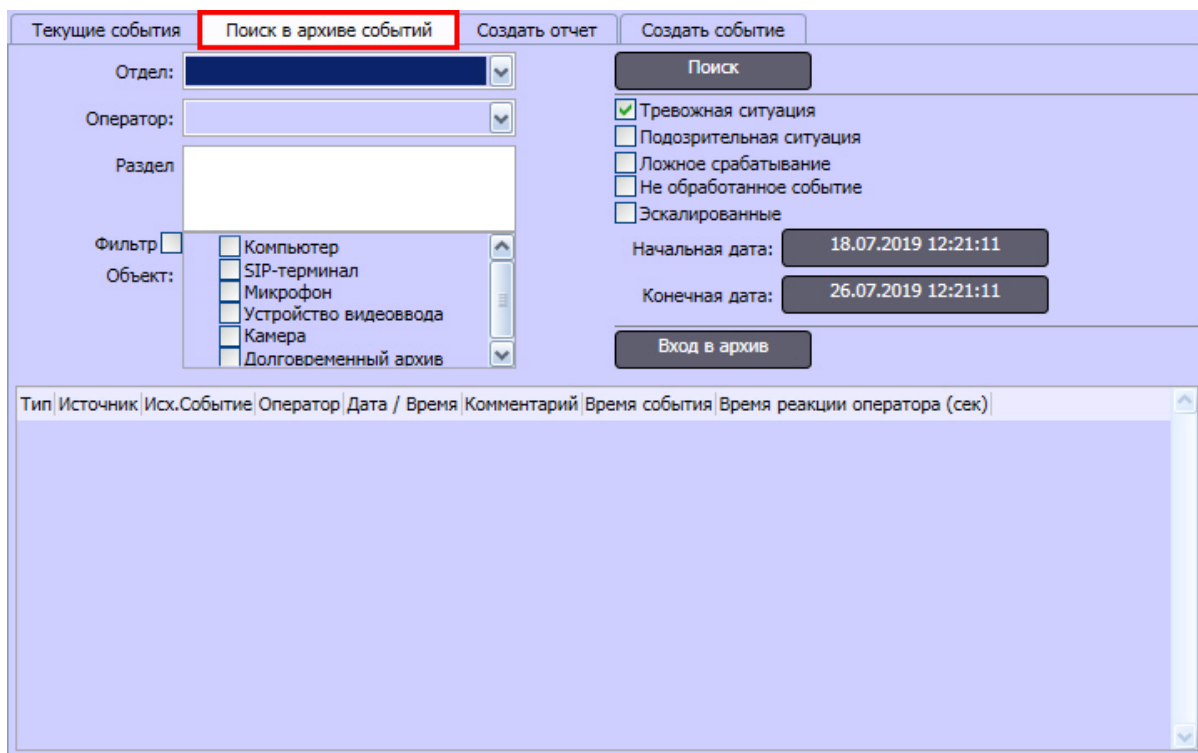 Текущие события
Поиск в архиве событий
Создать отчет
Создать событие
Отдел:
Оператор:
Раздел
Фильтр
Объект:
Компьютер
SIP-терминал
Микрофон
Устройство видеоввода
Камера
Долговременный архив
Поиск
Тревожная ситуация
Подозрительная ситуация
Ложное срабатывание
Не обработанное событие
Эскалированные
Начальная дата: 18.07.2019 12:21:11
Конечная дата: 26.07.2019 12:21:11
Вход в архив
Тип Источник Исх.Событие Оператор Дата / Время Комментарий Время события Время реакции оператора (сек)